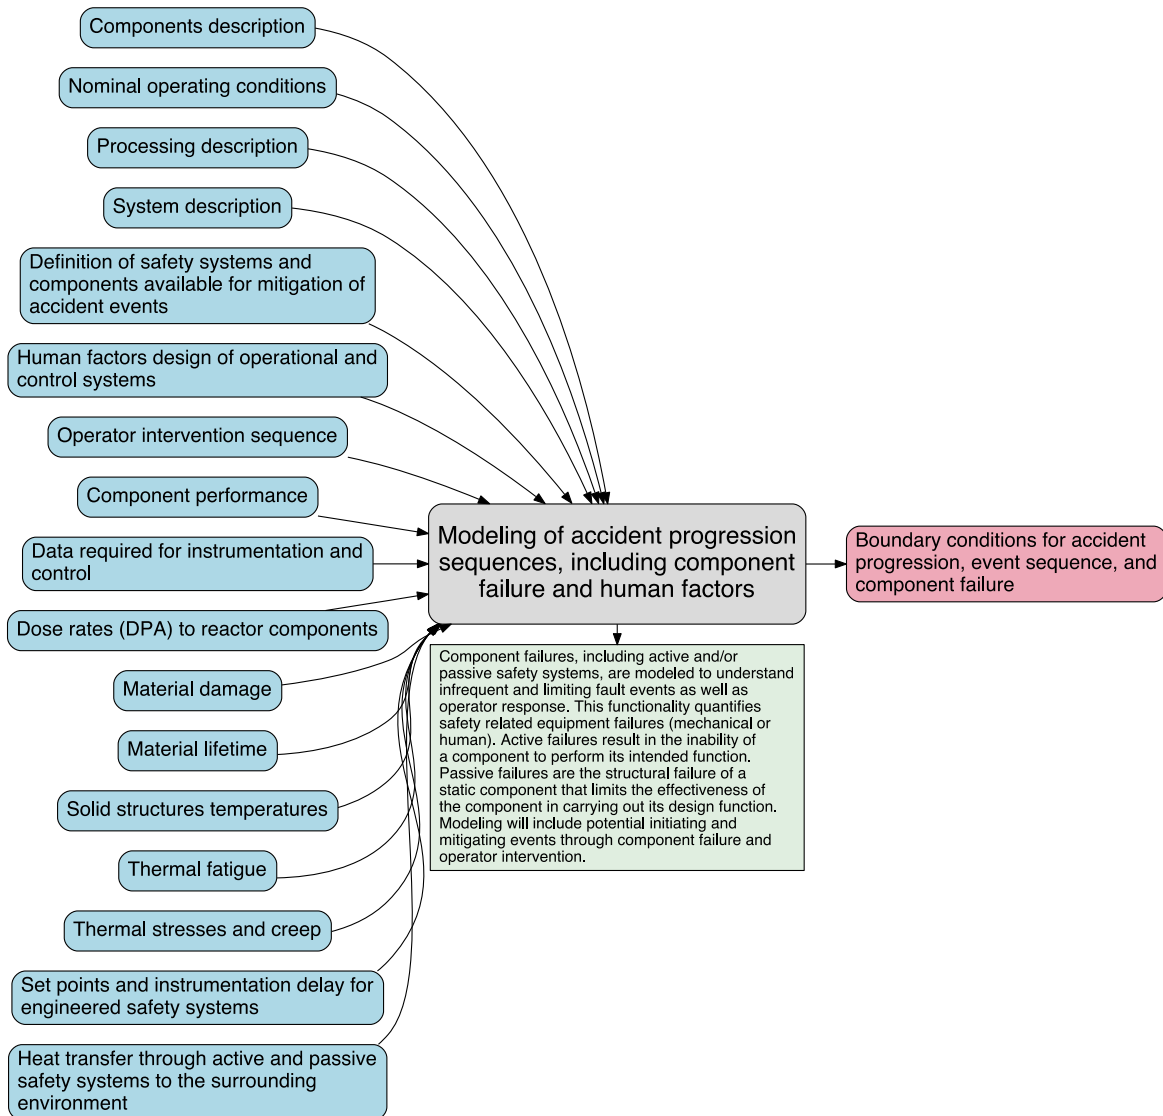 Components description
Nominal operating conditions
Processing description
System description
Definition of safety systems and
components available for mitigation of
accident events
Human factors design of operational and
control systems
Operator intervention sequence
Component performance
Data required for instrumentation and
control
Dose rates (DPA) to reactor components
Material damage
Material lifetime
Solid structures temperatures
Thermal fatigue
Thermal stresses and creep
Set points and instrumentation delay for
engineered safety systems
Heat transfer through active and passive
safety systems to the surrounding
environment
Modeling of accident progression
sequences, including component
failure and human factors
Component failures, including active and/or
passive safety systems, are modeled to understand
infrequent and limiting fault events as well as
operator response. This functionality quantifies
safety related equipment failures (mechanical or
human). Active failures result in the inability of
a component to perform its intended function.
Passive failures are the structural failure of a
static component that limits the effectiveness of
the component in carrying out its design function.
Modeling will include potential initiating and
mitigating events through component failure and
operator intervention.
Boundary conditions for accident
progression, event sequence, and
component failure